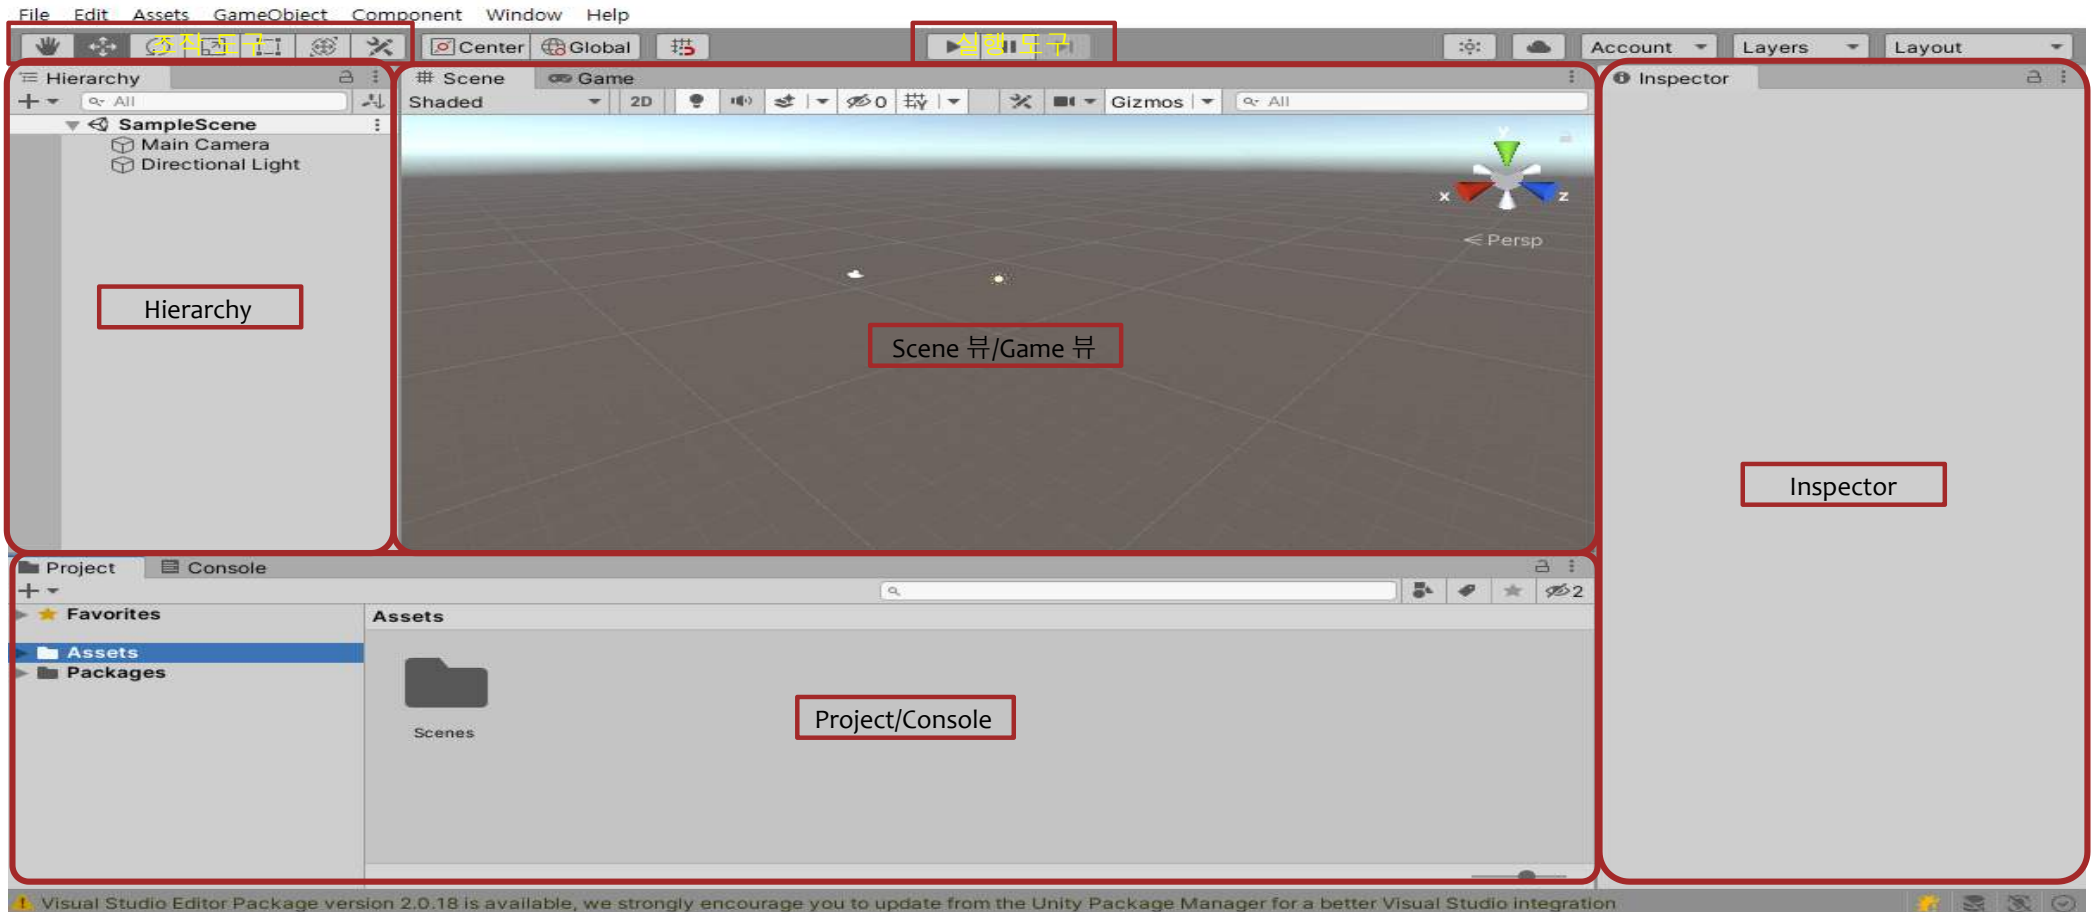 File Edit Assets GameObject Component Window Help
조작 도구 Center Global 실행 도구 Account Layers Layout
Hierarchy
All
SampleScene
Main Camera
Directional Light
Hierarchy
Scene Game
Shaded 2D 0 Gizmos All
y
x z
Persp
Scene 뷰/Game 뷰
Inspector
Inspector
Project Console
2
Favorites
Assets
Packages
Assets
Scenes
Project/Console
Visual Studio Editor Package version 2.0.18 is available, we strongly encourage you to update from the Unity Package Manager for a better Visual Studio integration